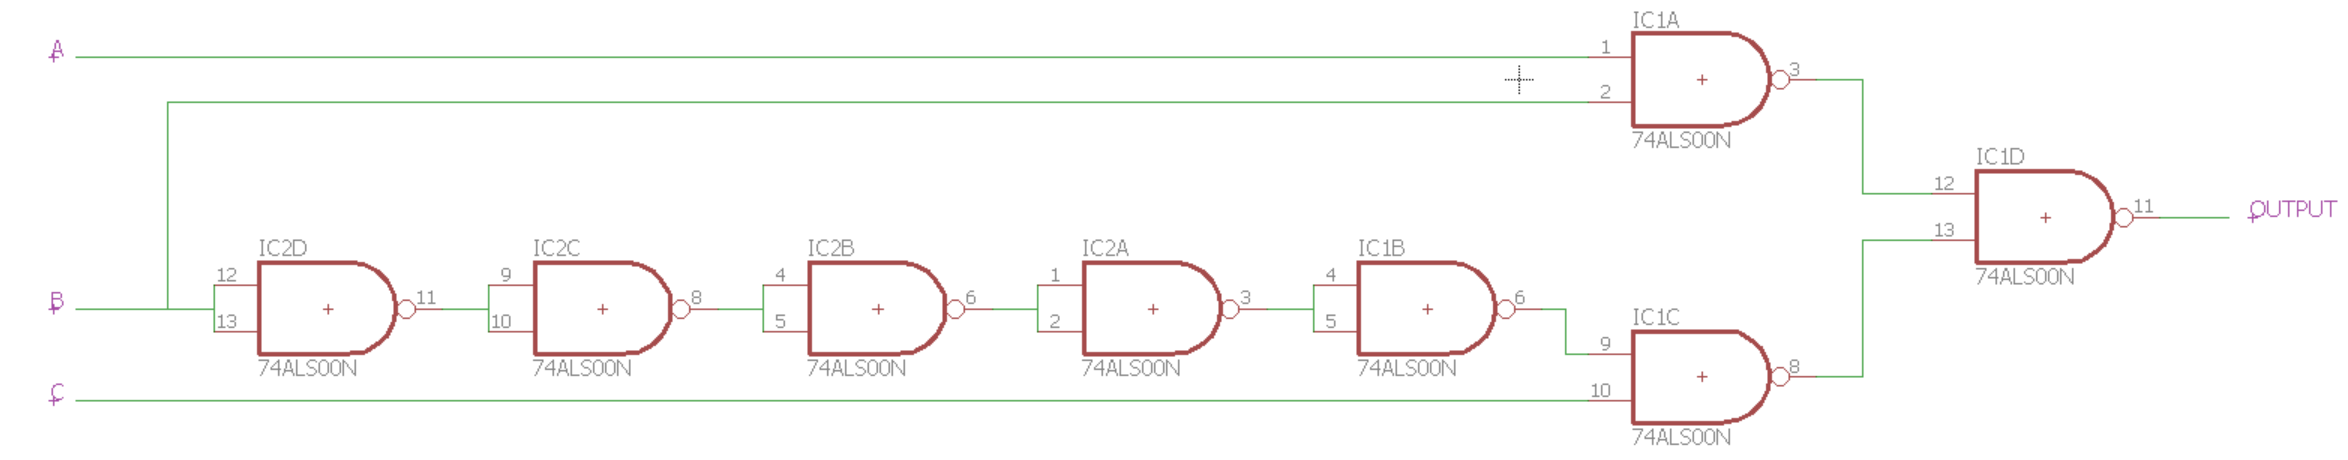 IC1A
A
1
3
2
74ALS00N
IC1D
12
11
OUTPUT
13
74ALS00N
IC2D
IC2C
IC2B
IC2A
IC1B
12
9
4
1
4
B
11
8
6
3
6
13
10
5
2
5
74ALS00N
74ALS00N
74ALS00N
74ALS00N
74ALS00N
IC1C
9
8
C
10
74ALS00N